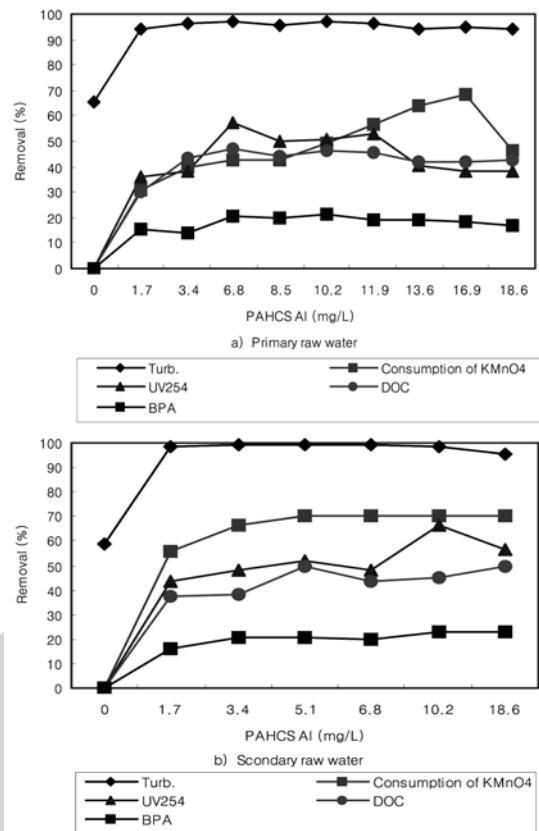 100
90
80
70
60
50
40
30
20
10
0
Removal (%)
0 1.7 3.4 6.8 8.5 10.2 11.9 13.6 16.9 18.6
PAHCS Al (mg/L)
a) Primary raw water
Turb. Consumption of KMnO4
UV254 DOC
BPA
100
90
80
70
60
50
40
30
20
10
0
Removal (%)
0 1.7 3.4 5.1 6.8 10.2 18.6
PAHCS Al (mg/L)
b) Scondary raw water
Turb. Consumption of KMnO4
UV254 DOC
BPA